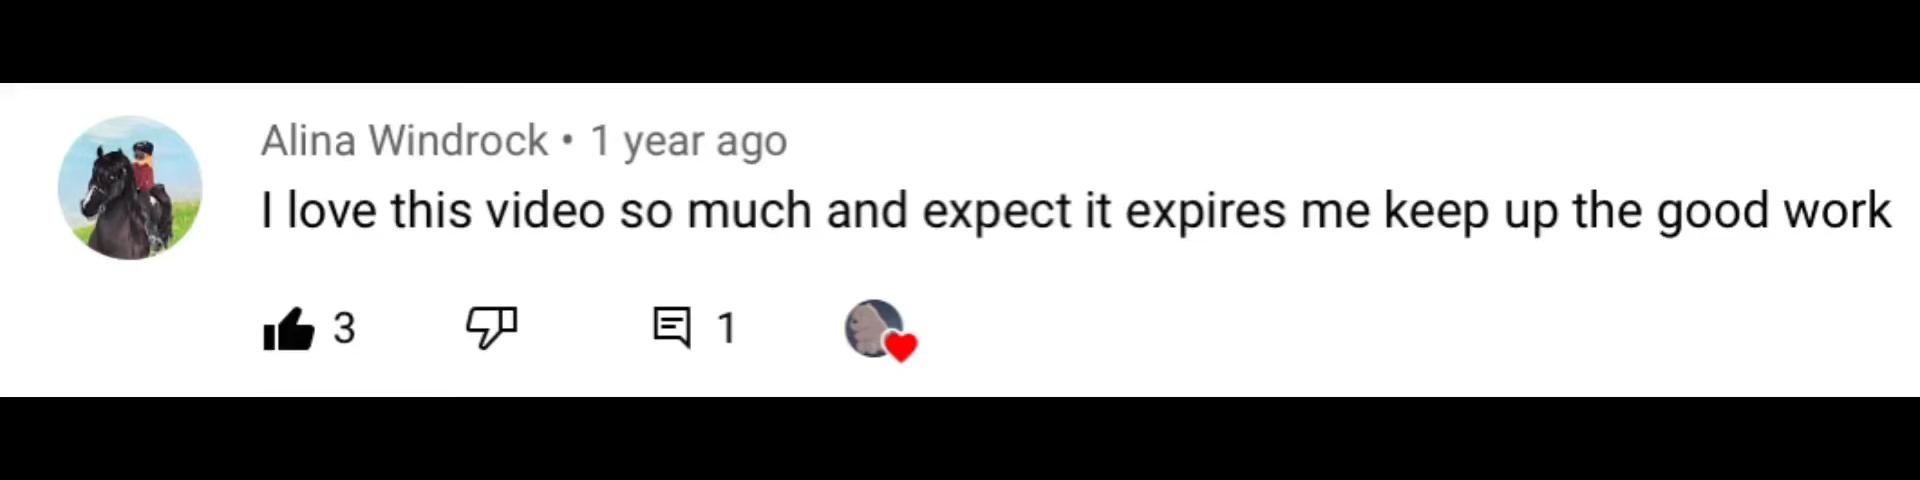 Alina Windrock • 1 year ago
I love this video so much and expect it expires me keep up the good work
3 1